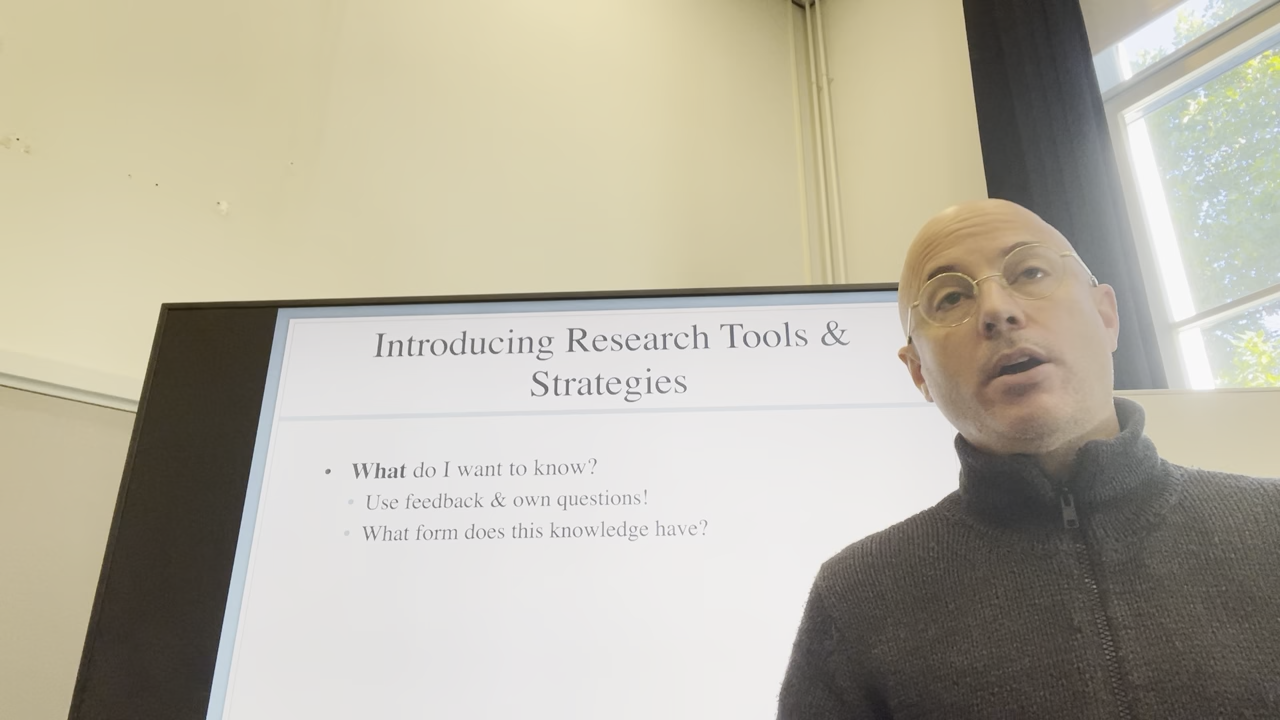 Introducing Research Tools &
Strategies
• What do I want to know?
• Use feedback & own questions!
• What form does this knowledge have?